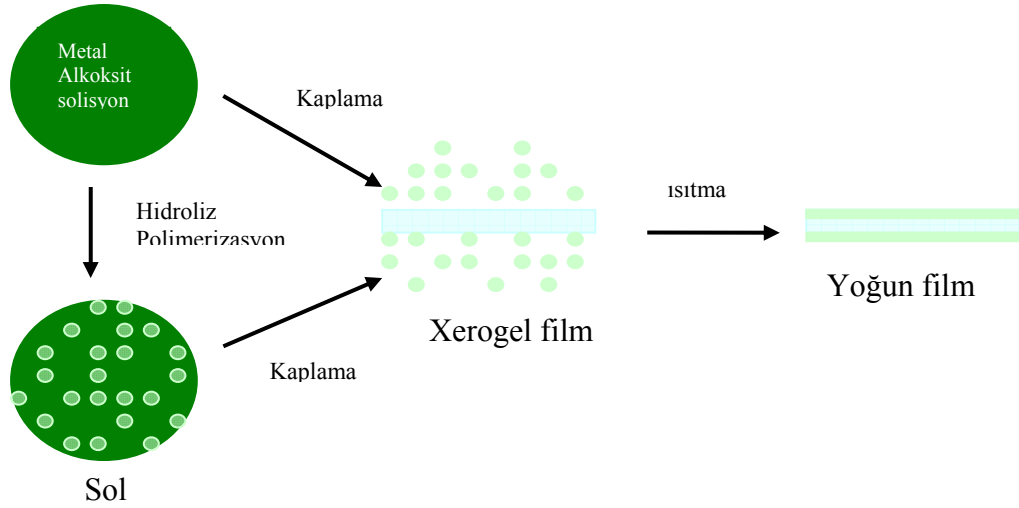 Metal
Alkoksit
solisyon
Kaplama
Hidroliz
Polimerizasyon
ısıtma
Xerogel film
Yoğun film
Kaplama
Sol